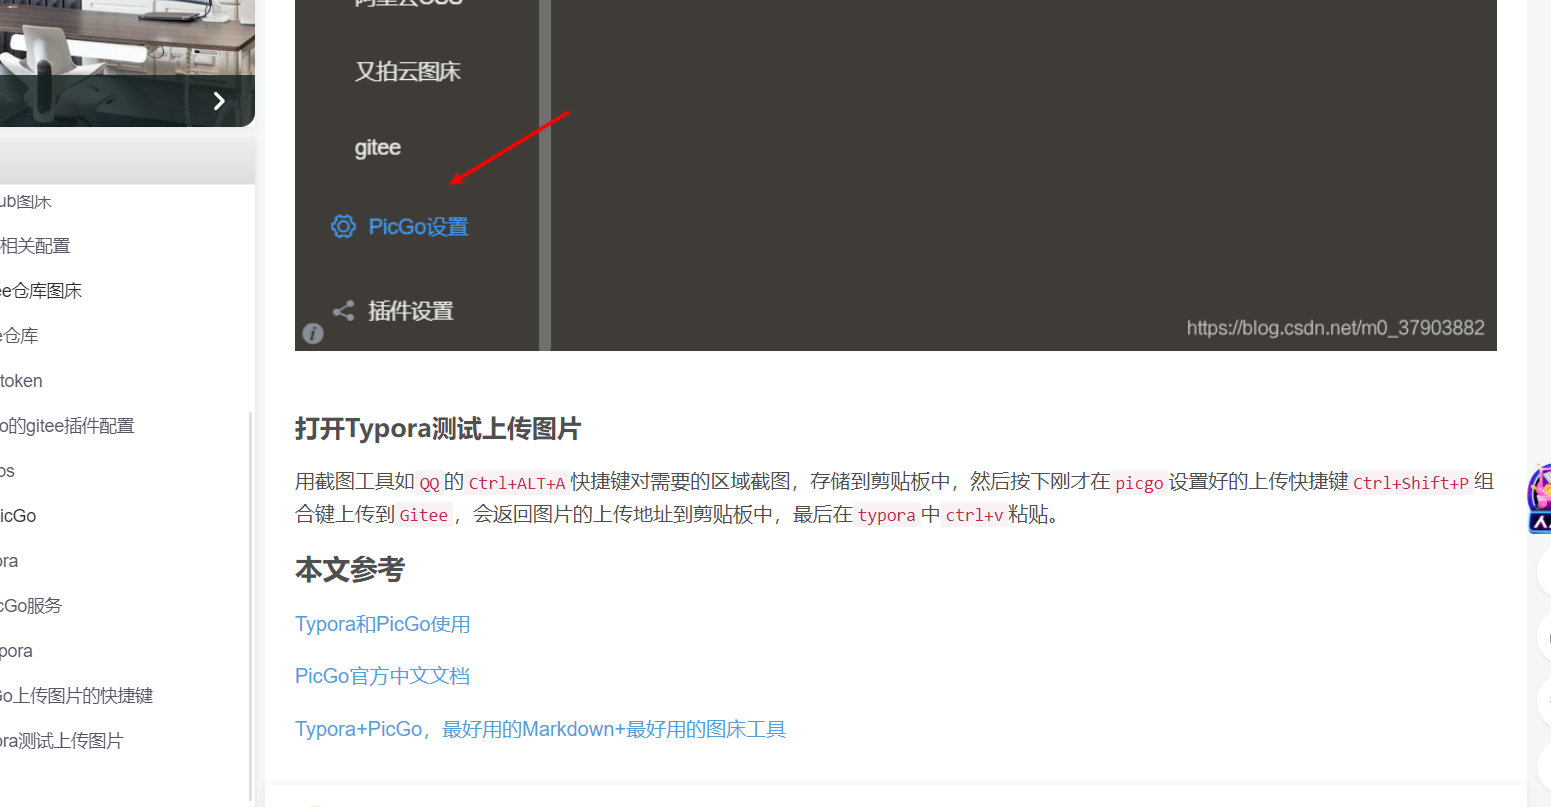 ub图床
相关配置
ee仓库图床
仓库
token
o的gitee插件配置
ps
icGo
ora
cGo服务
pora
Go上传图片的快捷键
ora测试上传图片
又拍云图床
gitee
PicGo设置
插件设置
https://blog.csdn.net/m0_37903882
打开Typora测试上传图片
用截图工具如 QQ 的 Ctrl+ALT+A 快捷键对需要的区域截图，存储到剪贴板中，然后按下刚才在 picgo 设置好的上传快捷键 Ctrl+Shift+P 组
合键上传到 Gitee ，会返回图片的上传地址到剪贴板中，最后在 typora 中 ctrl+v 粘贴。
本文参考
Typora和PicGo使用
PicGo官方中文文档
Typora+PicGo，最好用的Markdown+最好用的图床工具